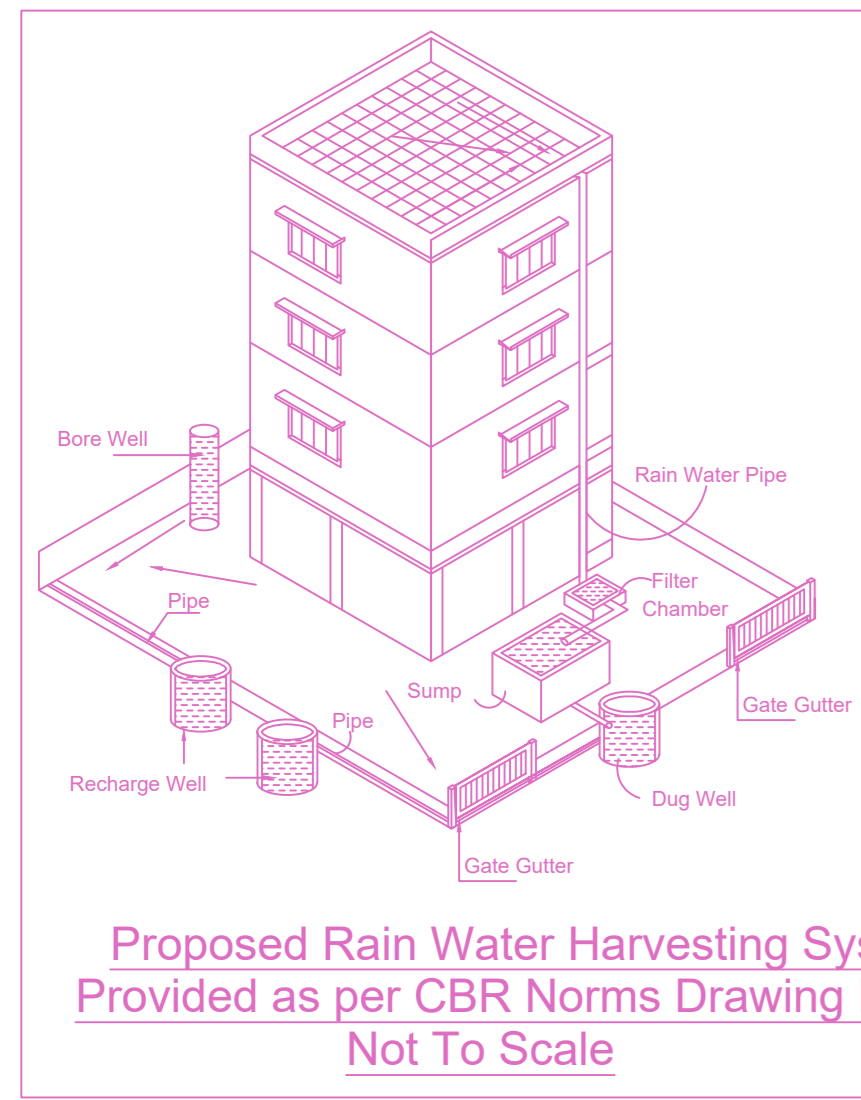 Bore Well
Rain Water Pipe
Filter
Chamber
Pipe
Sump
Gate Gutter
Pipe
Recharge Well
Dug Well
Gate Gutter
Proposed Rain Water Harvesting
Provided as per CBR Norms Drawing
Not To Scale